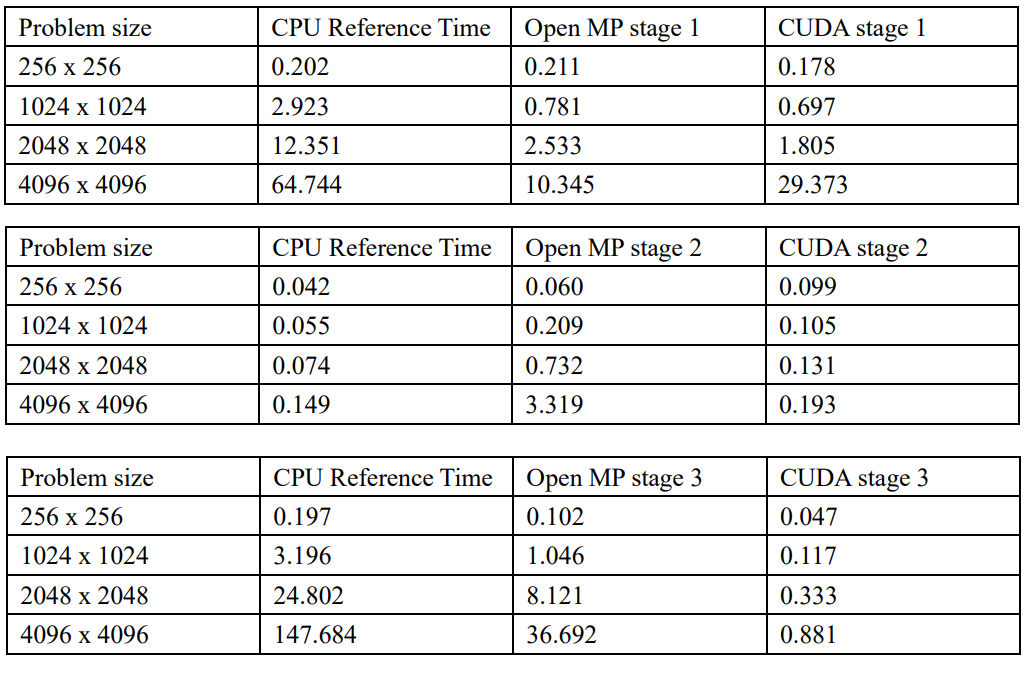 Problem size CPU Reference Time Open MP stage 1 CUDA stage 1
256 x 256 0.202 0.211 0.178
1024 x 1024 2.923 0.781 0.697
2048 x 2048 12.351 2.533 1.805
4096 x 4096 64.744 10.345 29.373
Problem size CPU Reference Time Open MP stage 2 CUDA stage 2
256 x 256 0.042 0.060 0.099
1024 x 1024 0.055 0.209 0.105
2048 x 2048 0.074 0.732 0.131
4096 x 4096 0.149 3.319 0.193
Problem size CPU Reference Time Open MP stage 3 CUDA stage 3
256 x 256 0.197 0.102 0.047
1024 x 1024 3.196 1.046 0.117
2048 x 2048 24.802 8.121 0.333
4096 x 4096 147.684 36.692 0.881